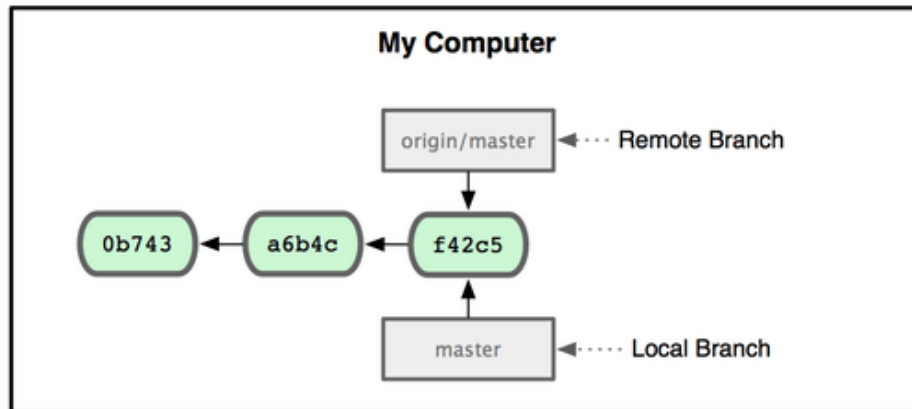 My Computer
origin/master
Remote Branch
0b743
a6b4c
f42c5
master
Local Branch